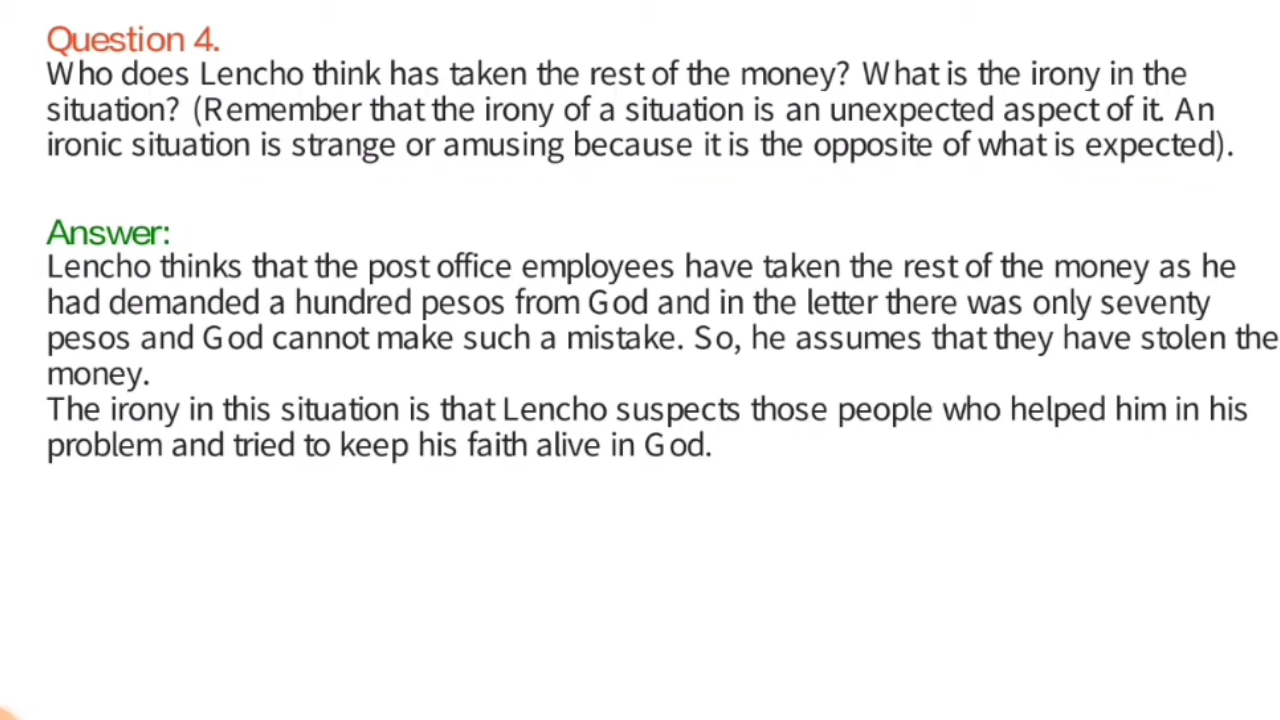 Question 4.
Who does Lencho think has taken the rest of the money? What is the irony in the
situation? (Remember that the irony of a situation is an unexpected aspect of it. An
ironic situation is strange or amusing because it is the opposite of what is expected).
Answer:
Lencho thinks that the post office employees have taken the rest of the money as he
had demanded a hundred pesos from God and in the letter there was only seventy
pesos and God cannot make such a mistake. So, he assumes that they have stolen the
money.
The irony in this situation is that Lencho suspects those people who helped him in his
problem and tried to keep his faith alive in God.